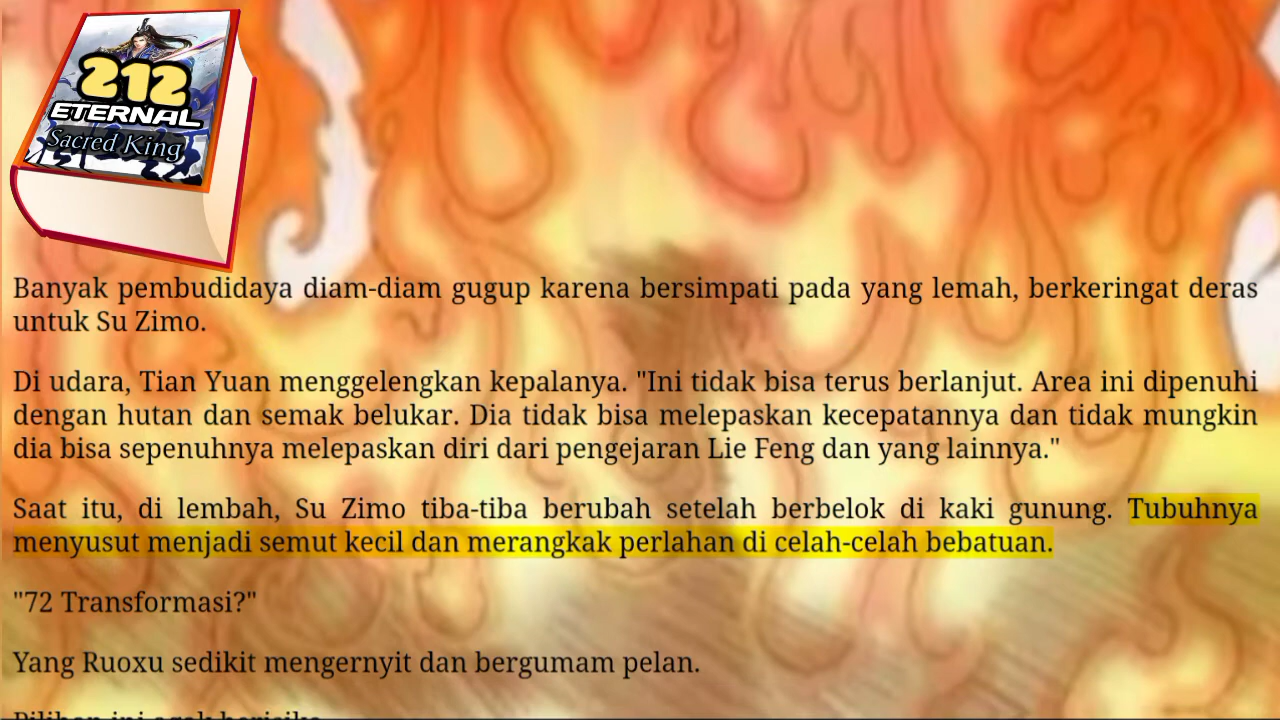 212
ETERNAL
Sacred King
Banyak pembudidaya diam-diam gugup karena bersimpati pada yang lemah, berkeringat deras
untuk Su Zimo.
Di udara, Tian Yuan menggelengkan kepalanya. "Ini tidak bisa terus berlanjut. Area ini dipenuhi
dengan hutan dan semak belukar. Dia tidak bisa melepaskan kecepatannya dan tidak mungkin
dia bisa sepenuhnya melepaskan diri dari pengejaran Lie Feng dan yang lainnya."
Saat itu, di lembah, Su Zimo tiba-tiba berubah setelah berbelok di kaki gunung. Tubuhnya
menyusut menjadi semut kecil dan merangkak perlahan di celah-celah bebatuan.
"72 Transformasi?"
Yang Ruoxu sedikit mengernyit dan bergumam pelan.